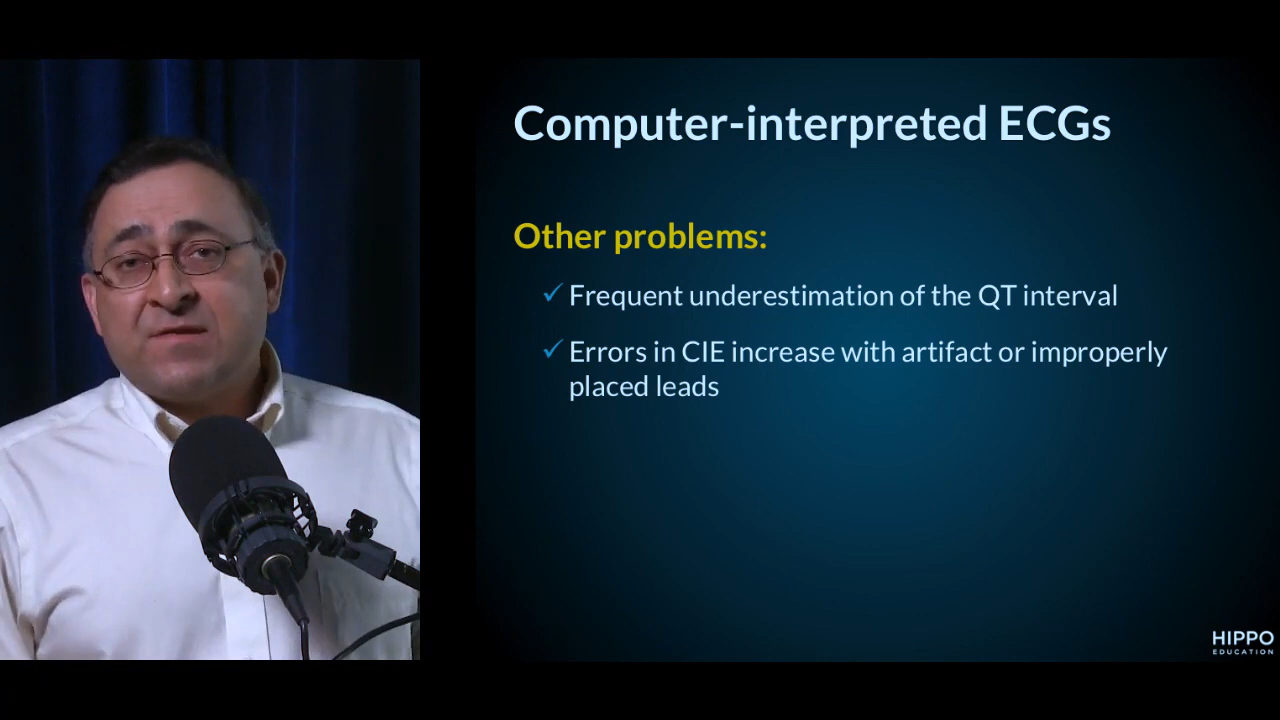 Computer-interpreted ECGs
Other problems:
✓ Frequent underestimation of the QT interval
✓ Errors in CIE increase with artifact or improperly
placed leads
HIPPO
EDUCATION